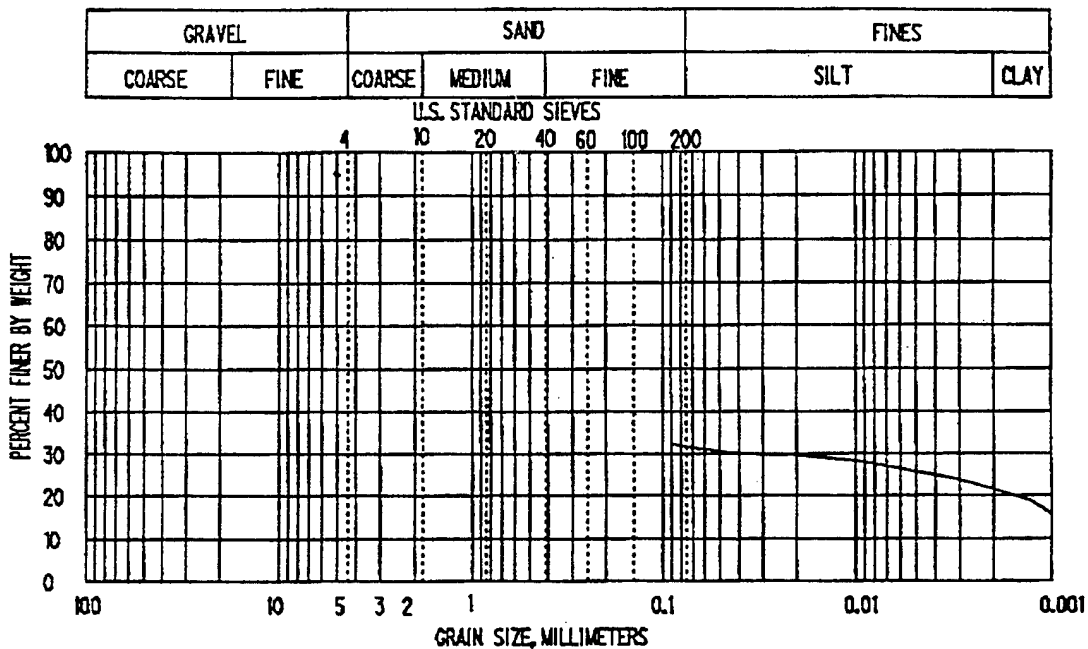 GRAVEL SAND FINES
COARSE FINE COARSE MEDIUM FINE SILT CLAY
U.S. STANDARD SIEVES
4 10 20 40 60 100 200
100
90
80
70
60
50
40
30
20
10
0
PERCENT FINER BY WEIGHT
100 10 5 3 2 1 0.1 0.01 0.001
GRAIN SIZE, MILLIMETERS